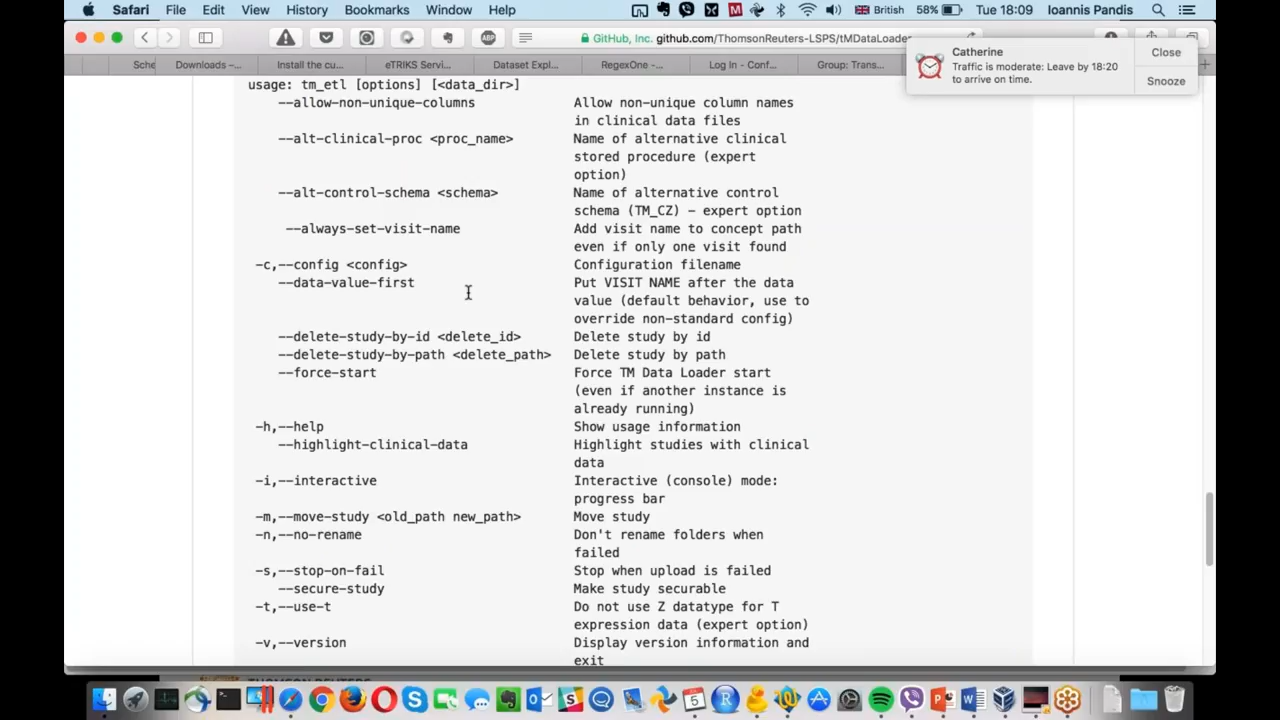 Safari File Edit View History Bookmarks Window Help British 58% Tue 18:09 Ioannis Pandis
GitHub, Inc. github.com/ThomsonReuters-LSPS/tMDataLoader
Sche Downloads –... Install the cu... eTRIKS Servi... Dataset Expl... RegexOne -... Log In - Conf... Group: Trans...
Catherine
Traffic is moderate: Leave by 18:20
to arrive on time.
Close
Snooze
usage: tm_etl [options] [<data_dir>]
--allow-non-unique-columns Allow non-unique column names
in clinical data files
--alt-clinical-proc <proc_name> Name of alternative clinical
stored procedure (expert
option)
--alt-control-schema <schema> Name of alternative control
schema (TM_CZ) - expert option
--always-set-visit-name Add visit name to concept path
even if only one visit found
-c,--config <config> Configuration filename
--data-value-first Put VISIT NAME after the data
value (default behavior, use to
override non-standard config)
--delete-study-by-id <delete_id> Delete study by id
--delete-study-by-path <delete_path> Delete study by path
--force-start Force TM Data Loader start
(even if another instance is
already running)
-h,--help Show usage information
--highlight-clinical-data Highlight studies with clinical
data
-i,--interactive Interactive (console) mode:
progress bar
-m,--move-study <old_path new_path> Move study
-n,--no-rename Don't rename folders when
failed
-s,--stop-on-fail Stop when upload is failed
--secure-study Make study securable
-t,--use-t Do not use Z datatype for T
expression data (expert option)
-v,--version Display version information and
exit